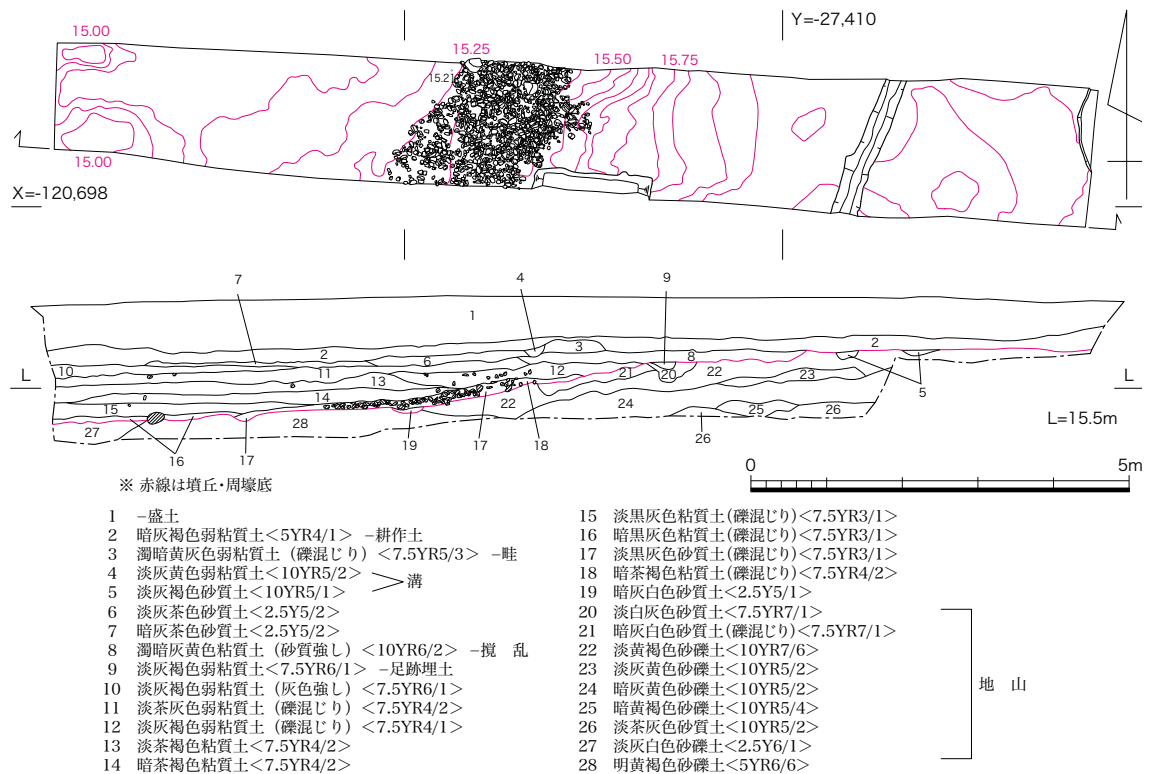 15.00
15.25
15.2
15.50
15.75
Y=-27,410
15.00
X=-120,698
7
4
9
1
2
3
6
8
2
10
11
12
21
20
22
23
5
13
14
15
22
24
25
26
27
28
16
17
19
17
18
26
L
L
L=15.5m
※ 赤線は墳丘・周壕底
0
5m
1 −盛土
2 暗灰褐色弱粘質土<5YR4/1> −耕作土
3 濁暗黄灰色弱粘質土(礫混じり)<7.5YR5/3> −畦
4 淡灰黄色弱粘質土<10YR5/2>
5 淡灰褐色砂質土<10YR5/1>
溝
6 淡灰茶色砂質土<2.5Y5/2>
7 暗灰茶色砂質土<2.5Y5/2>
8 濁暗灰黄色粘質土(砂質強し)<10YR6/2> −攪 乱
9 淡灰褐色弱粘質土<7.5YR6/1> −足跡埋土
10 淡灰褐色弱粘質土(灰色強し)<7.5YR6/1>
11 淡茶灰色弱粘質土(礫混じり)<7.5YR4/2>
12 淡灰褐色弱粘質土(礫混じり)<7.5YR4/1>
13 淡茶褐色粘質土<7.5YR4/2>
14 暗茶褐色粘質土<7.5YR4/2>
15 淡黒灰色粘質土(礫混じり)<7.5YR3/1>
16 暗黒灰色粘質土(礫混じり)<7.5YR3/1>
17 淡黒灰色砂質土(礫混じり)<7.5YR3/1>
18 暗茶褐色粘質土(礫混じり)<7.5YR4/2>
19 暗灰白色砂質土<2.5Y5/1>
20 淡白灰色砂質土<7.5YR7/1>
21 暗灰白色砂質土(礫混じり)<7.5YR7/1>
22 淡黄褐色砂礫土<10YR7/6>
23 淡灰黄色砂礫土<10YR5/2>
24 暗灰黄色砂礫土<10YR5/2>
25 暗黄褐色砂礫土<10YR5/4>
26 淡茶灰色砂質土<10YR5/2>
27 淡灰白色砂礫土<2.5Y6/1>
28 明黄褐色砂礫土<5YR6/6>
地 山